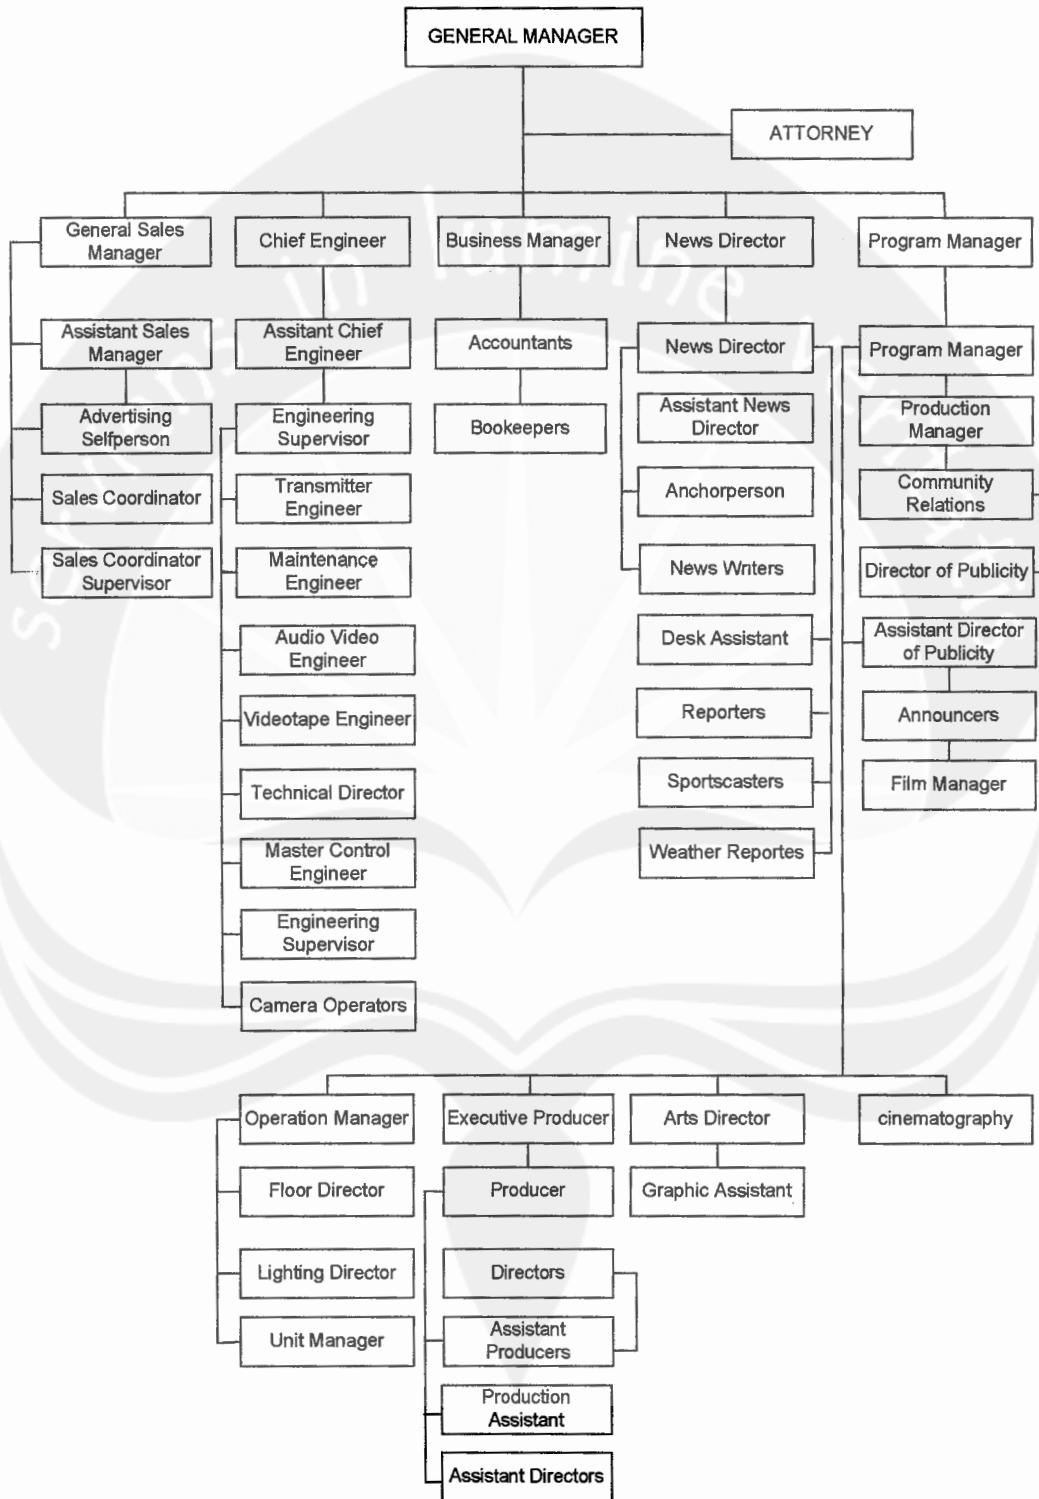 GENERAL MANAGER
ATTORNEY
General Sales
Manager
Chief Engineer
Business Manager
News Director
Program Manager
Assistant Sales
Manager
Assitant Chief
Engineer
Accountants
News Director
Program Manager
Advertising
Selfperson
Engineering
Supervisor
Bookeepers
Assistant News
Director
Production
Manager
Sales Coordinator
Transmitter
Engineer
Anchorperson
Community
Relations
Sales Coordinator
Supervisor
Maintenance
Engineer
News Writers
Director of Publicity
Audio Video
Engineer
Desk Assistant
Assistant Director
of Publicity
Videotape Engineer
Reporters
Announcers
Technical Director
Sportscasters
Film Manager
Master Control
Engineer
Weather Reportes
Engineering
Supervisor
Camera Operators
Operation Manager
Executive Producer
Arts Director
cinematography
Floor Director
Producer
Graphic Assistant
Lighting Director
Directors
Unit Manager
Assistant
Producers
Production
Assistant
Assistant Directors
serviens in lumine veritatis